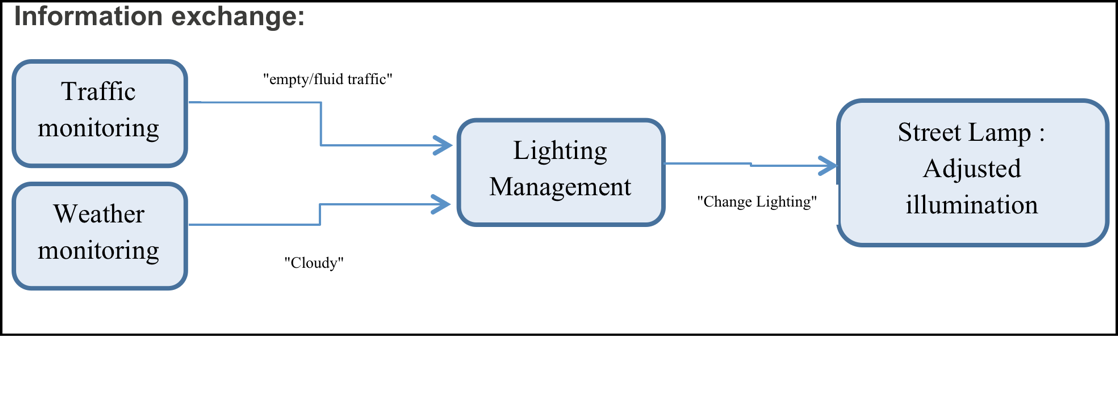 Information exchange:
Traffic
monitoring
"empty/fluid traffic"
Weather
monitoring
"Cloudy"
Lighting
Management
"Change Lighting"
Street Lamp :
Adjusted
illumination